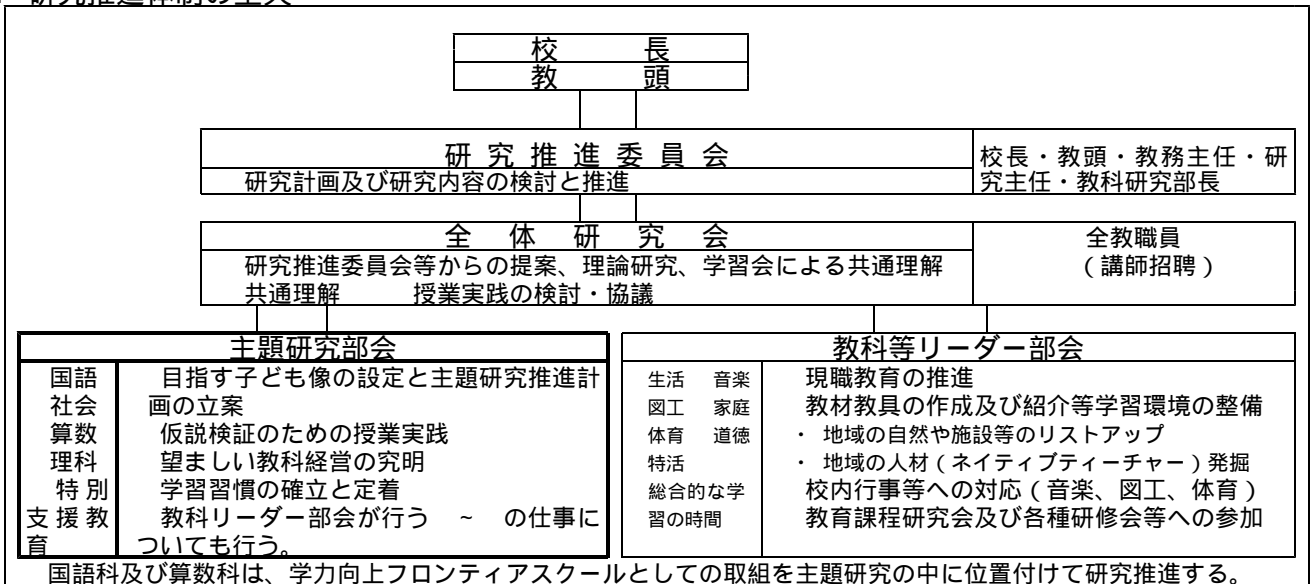 研究推進体制の工夫
校　　　長
教　　　頭
研 究 推 進 委 員 会
研究計画及び研究内容の検討と推進
校長・教頭・教務主任・研
究主任・教科研究部長
全　体　研　究　会
研究推進委員会等からの提案、理論研究、学習会による共通理解
共通理解　　　授業実践の検討・協議
全教職員
（講師招聘）
主題研究部会
国語
社会
算数
理科
特別
支援教
育
目指す子ども像の設定と主題研究推進計
画の立案
仮説検証のための授業実践
望ましい教科経営の究明
学習習慣の確立と定着
教科リーダー部会が行う　～　の仕事に
ついても行う。
教科等リーダー部会
生活　音楽
図工　家庭
体育　道徳
特活
総合的な学
習の時間
現職教育の推進
教材教具の作成及び紹介等学習環境の整備
・ 地域の自然や施設等のリストアップ
・ 地域の人材（ネイティブティーチャー）発掘
校内行事等への対応（音楽、図工、体育）
教育課程研究会及び各種研修会等への参加
国語科及び算数科は、学力向上フロンティアスクールとしての取組を主題研究の中に位置付けて研究推進する。